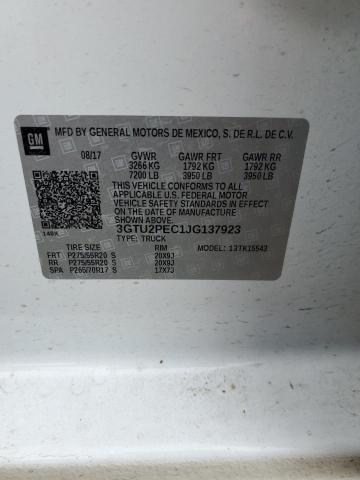 GM
MFD BY GENERAL MOTORS DE MEXICO, S. DE R.L. DE C.V.
08/17 GVWR GAWR FRT GAWR RR
3266 KG 1792 KG 1792 KG
7200 LB 3950 LB 3950 LB
THIS VEHICLE CONFORMS TO ALL APPLICABLE
U.S. FEDERAL MOTOR VEHICLE
SAFETY STANDARDS IN EFFECT ON
THE DATE OF MANUFACTURE
SHOWN ABOVE.
3GTU2PEC1JG137923
TYPE: TRUCK
TIRE SIZE RIM MODEL: 13TK15543
FRT P275/55R20 S 20X9J
RR P275/55R20 S 20X9J
SPA P265/70R17 S 17X7J